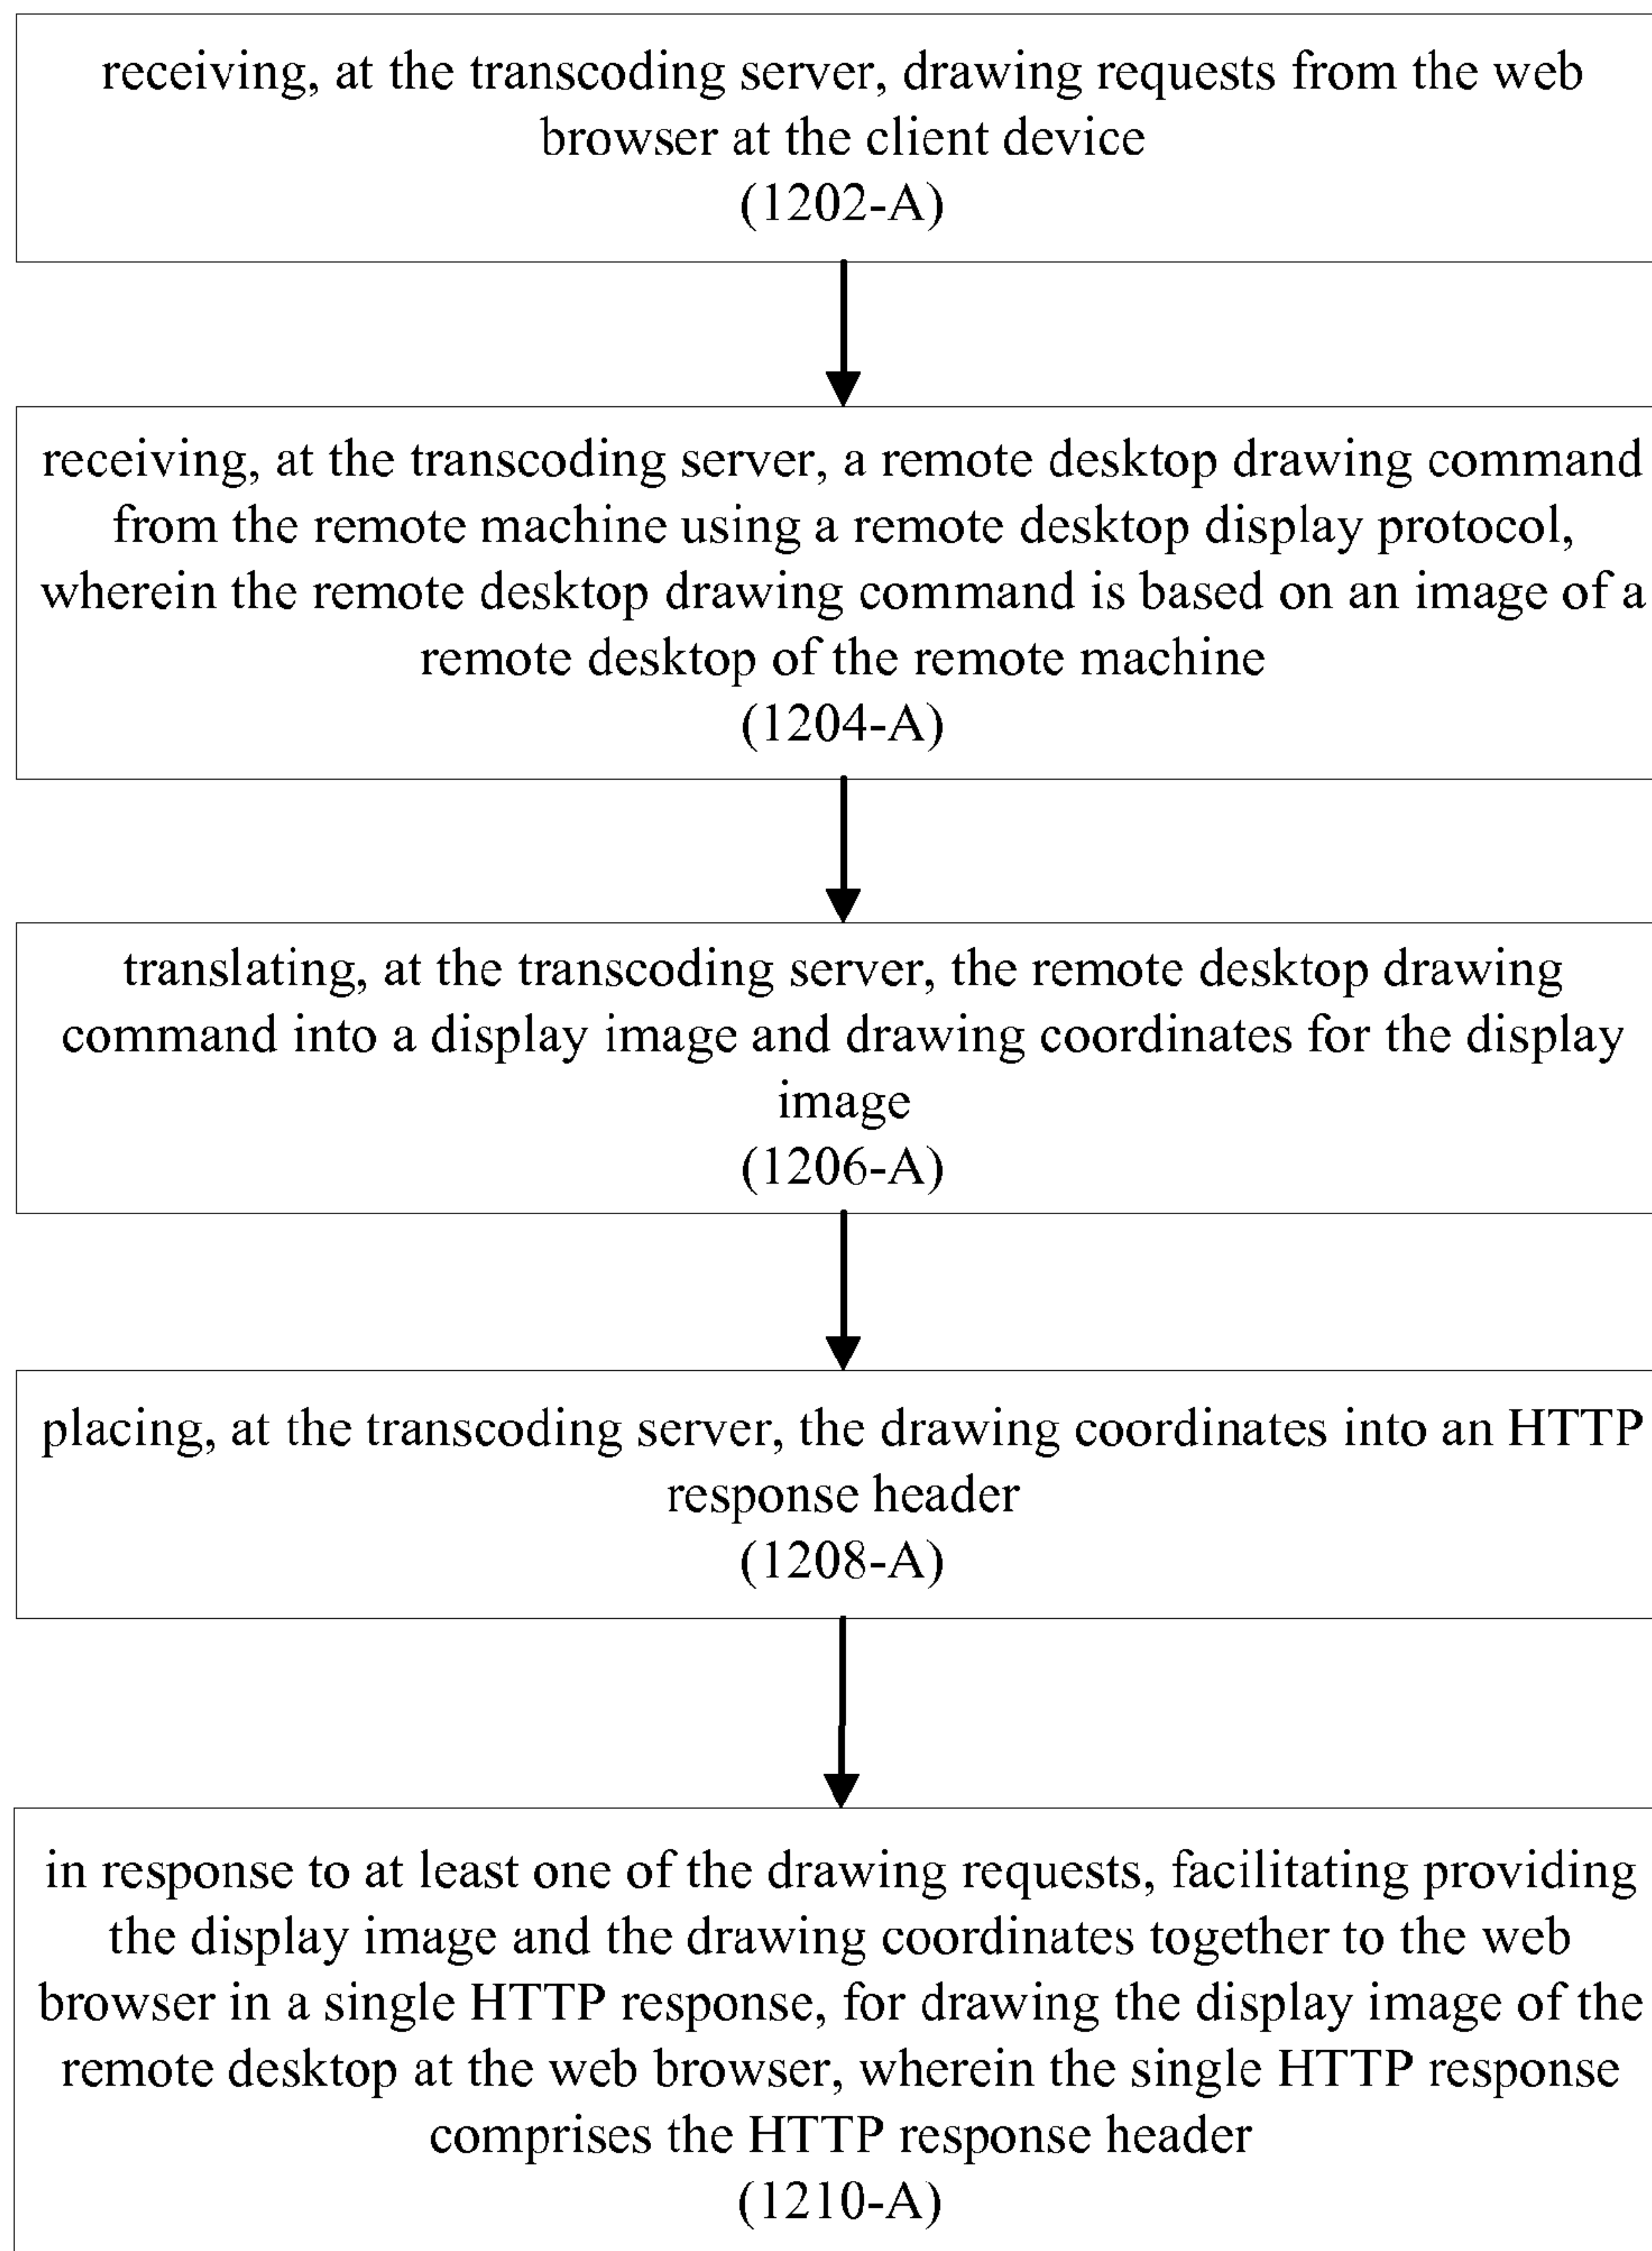 receiving, at the transcoding server, drawing requests from the web
browser at the client device
(1202-A)
receiving, at the transcoding server, a remote desktop drawing command
from the remote machine using a remote desktop display protocol,
wherein the remote desktop drawing command is based on an image of a
remote desktop of the remote machine
(1204-A)
translating, at the transcoding server, the remote desktop drawing
command into a display image and drawing coordinates for the display
image
(1206-A)
placing, at the transcoding server, the drawing coordinates into an HTTP
response header
(1208-A)
in response to at least one of the drawing requests, facilitating providing
the display image and the drawing coordinates together to the web
browser in a single HTTP response, for drawing the display image of the
remote desktop at the web browser, wherein the single HTTP response
comprises the HTTP response header
(1210-A)